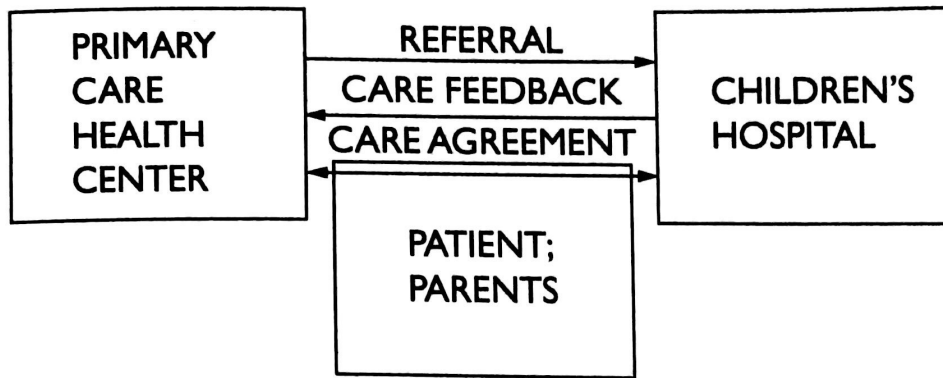 PRIMARY
CARE
HEALTH
CENTER
REFERRAL
CARE FEEDBACK
CARE AGREEMENT
CHILDREN'S
HOSPITAL
PATIENT;
PARENTS